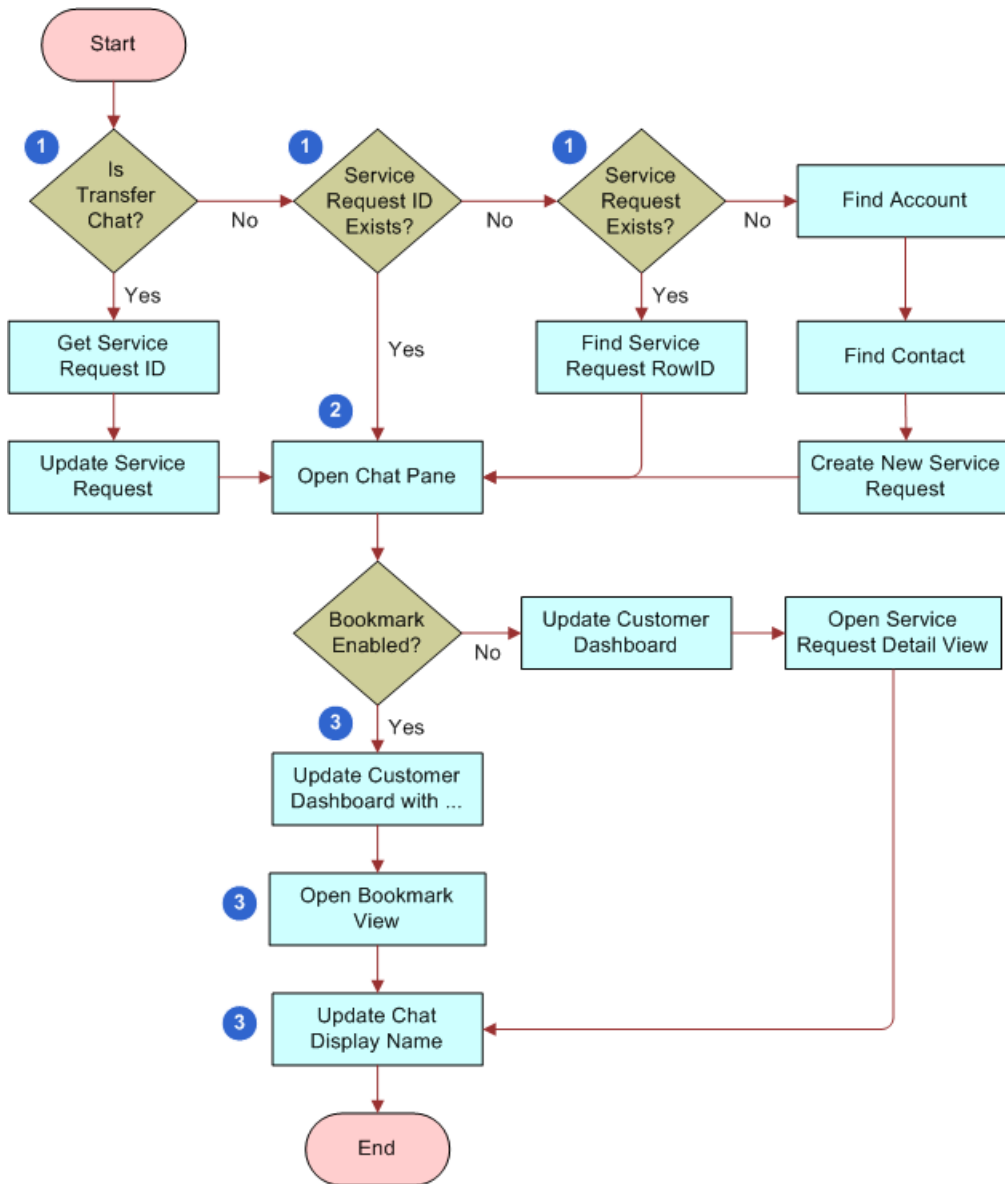 Start
1
Is
Transfer
Chat?
No
1
Service
Request ID
Exists?
No
1
Service
Request
Exists?
No
Find Account
Yes
Yes
Get Service
Request ID
Yes
Find Service
Request RowID
Find Contact
2
Update Service
Request
Open Chat Pane
Create New Service
Request
Bookmark
Enabled?
No
Update Customer
Dashboard
Open Service
Request Detail View
3
Yes
Update Customer
Dashboard with ...
3
Open Bookmark
View
3
Update Chat
Display Name
End